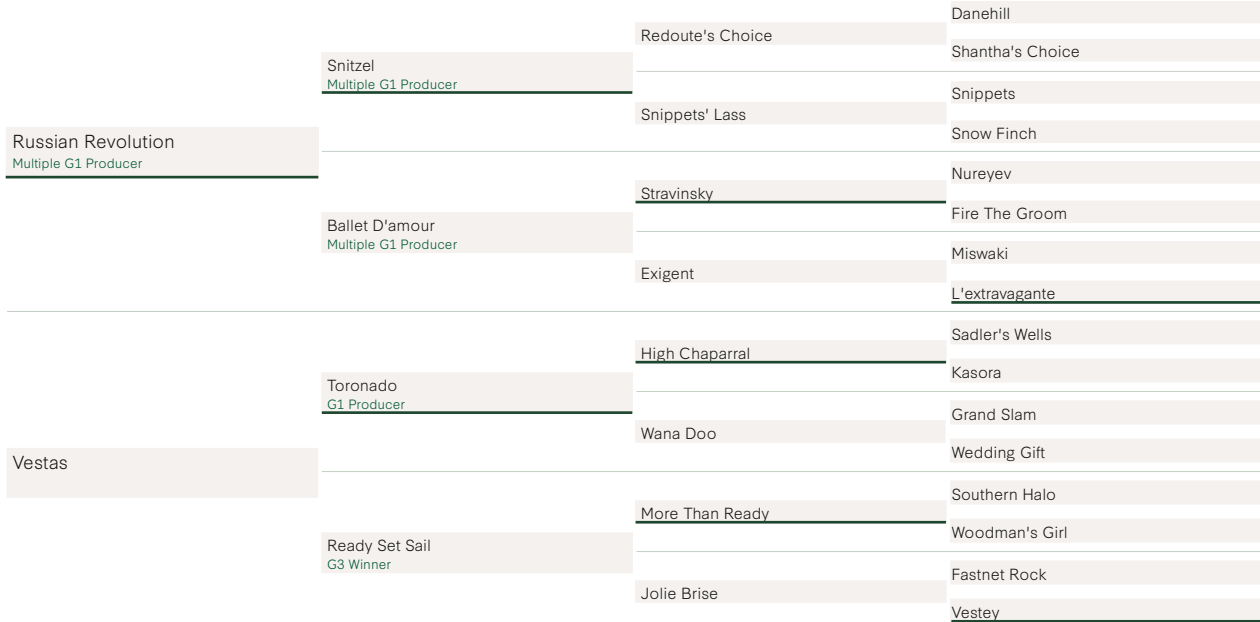 Danehill
Redoute's Choice
Shantha's Choice
Snitzel
Multiple G1 Producer
Snippets
Snippets' Lass
Snow Finch
Russian Revolution
Multiple G1 Producer
Nureyev
Stravinsky
Fire The Groom
Ballet D'amour
Multiple G1 Producer
Miswaki
Exigent
L'extravagante
Sadler's Wells
High Chaparral
Kasora
Toronado
G1 Producer
Grand Slam
Wana Doo
Wedding Gift
Vestas
Southern Halo
More Than Ready
Woodman's Girl
Ready Set Sail
G3 Winner
Fastnet Rock
Jolie Brise
Vestey